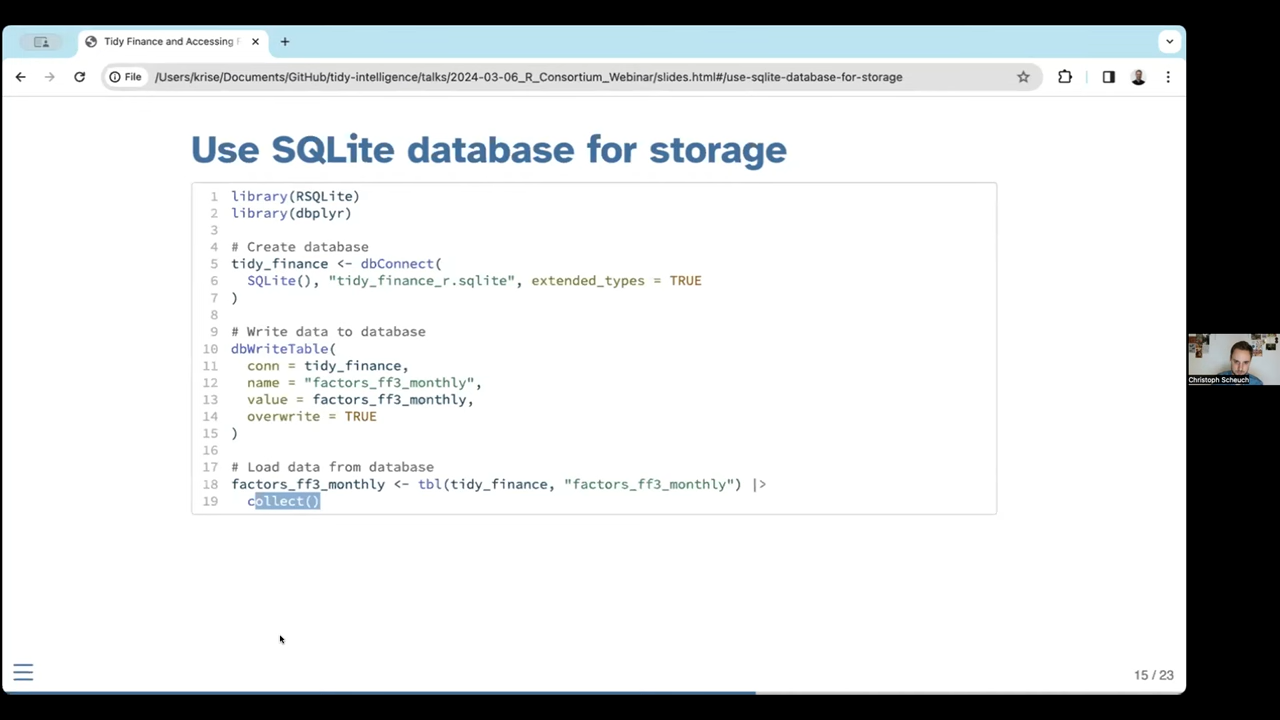 Tidy Finance and Accessing
File /Users/krise/Documents/GitHub/tidy-intelligence/talks/2024-03-06_R_Consortium_Webinar/slides.html#/use-sqlite-database-for-storage
Use SQLite database for storage
1 library(RSQLite)
2 library(dbplyr)
3
4 # Create database
5 tidy_finance <- dbConnect(
6 SQLite(), "tidy_finance_r.sqlite", extended_types = TRUE
7 )
8
9 # Write data to database
10 dbWriteTable(
11 conn = tidy_finance,
12 name = "factors_ff3_monthly",
13 value = factors_ff3_monthly,
14 overwrite = TRUE
15 )
16
17 # Load data from database
18 factors_ff3_monthly <- tbl(tidy_finance, "factors_ff3_monthly") |>
19 collect()
Christoph Scheuch
15 / 23